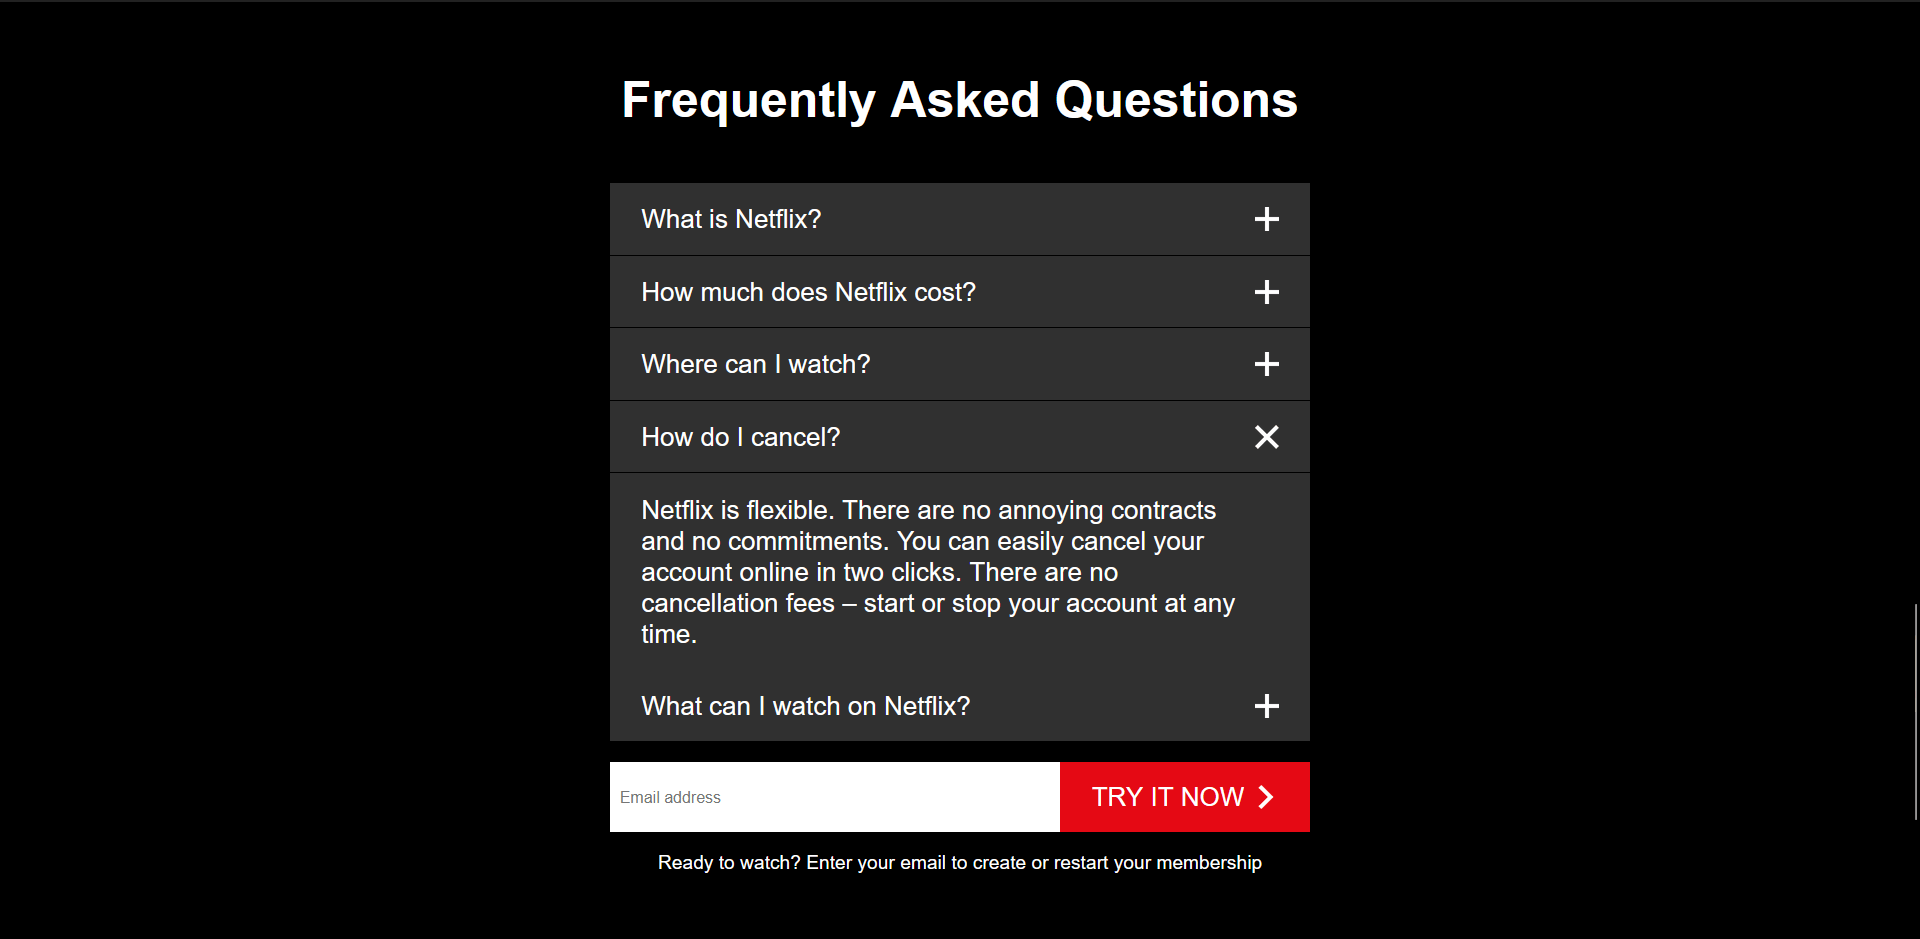 Frequently Asked Questions
What is Netflix?
How much does Netflix cost?
Where can I watch?
How do I cancel?
Netflix is flexible. There are no annoying contracts
and no commitments. You can easily cancel your
account online in two clicks. There are no
cancellation fees – start or stop your account at any
time.
What can I watch on Netflix?
Email address
TRY IT NOW
Ready to watch? Enter your email to create or restart your membership